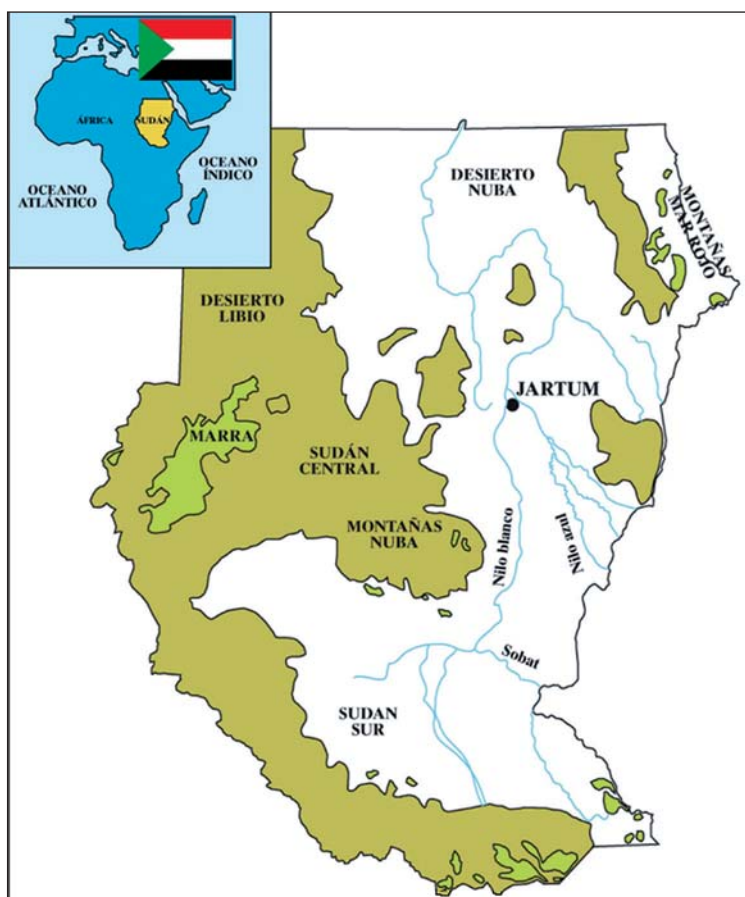 ÁFRICA
SUDÁN
OCEANO
ÍNDICO
OCEANO
ATLÁNTICO
DESIERTO
NUBA
MONTAÑAS
MAR ROJO
DESIERTO
LIBIO
JARTUM
MARRA
SUDÁN
CENTRAL
MONTAÑAS
NUBA
Nilo blanco
Nilo azul
Sobat
SUDAN
SUR